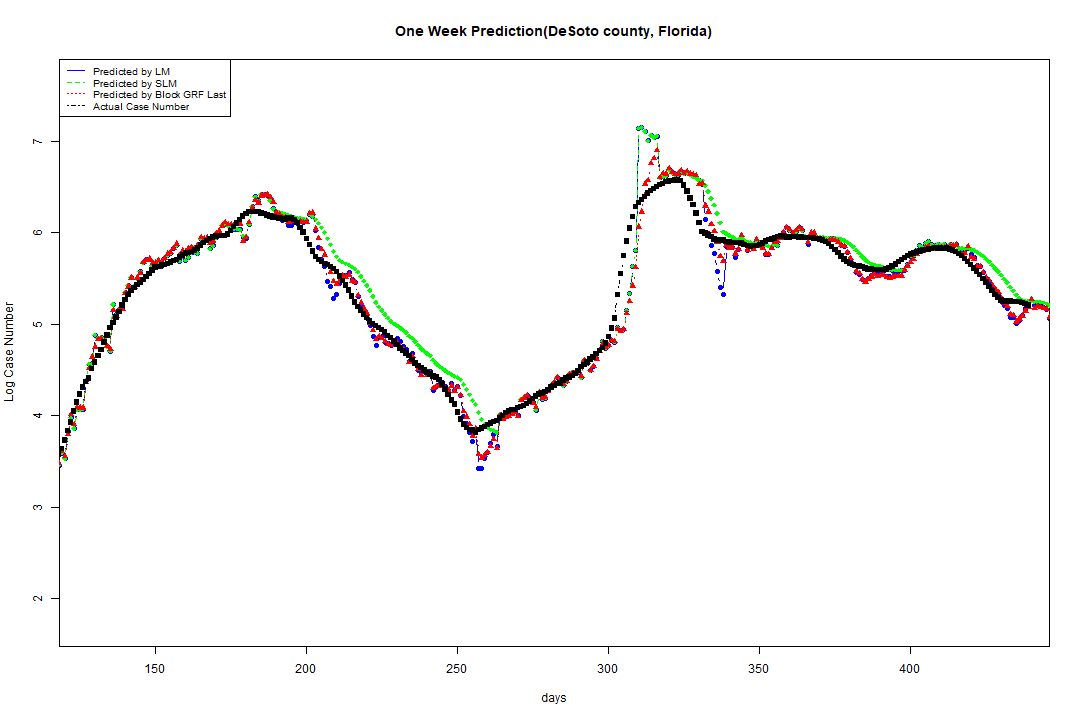 One Week Prediction(DeSoto county, Florida)
Predicted by LM
Predicted by SLM
Predicted by Block GRF Last
Actual Case Number
7
6
5
4
3
2
Log Case Number
150 200 250 300 350 400
days